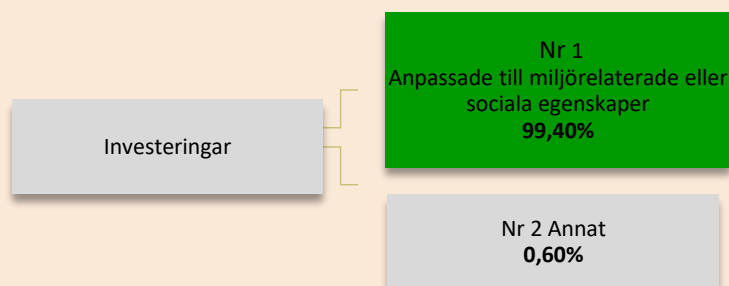 Investeringar
Nr 1
Anpassade till miljörelaterade eller
sociala egenskaper
99,40%
Nr 2 Annat
0,60%